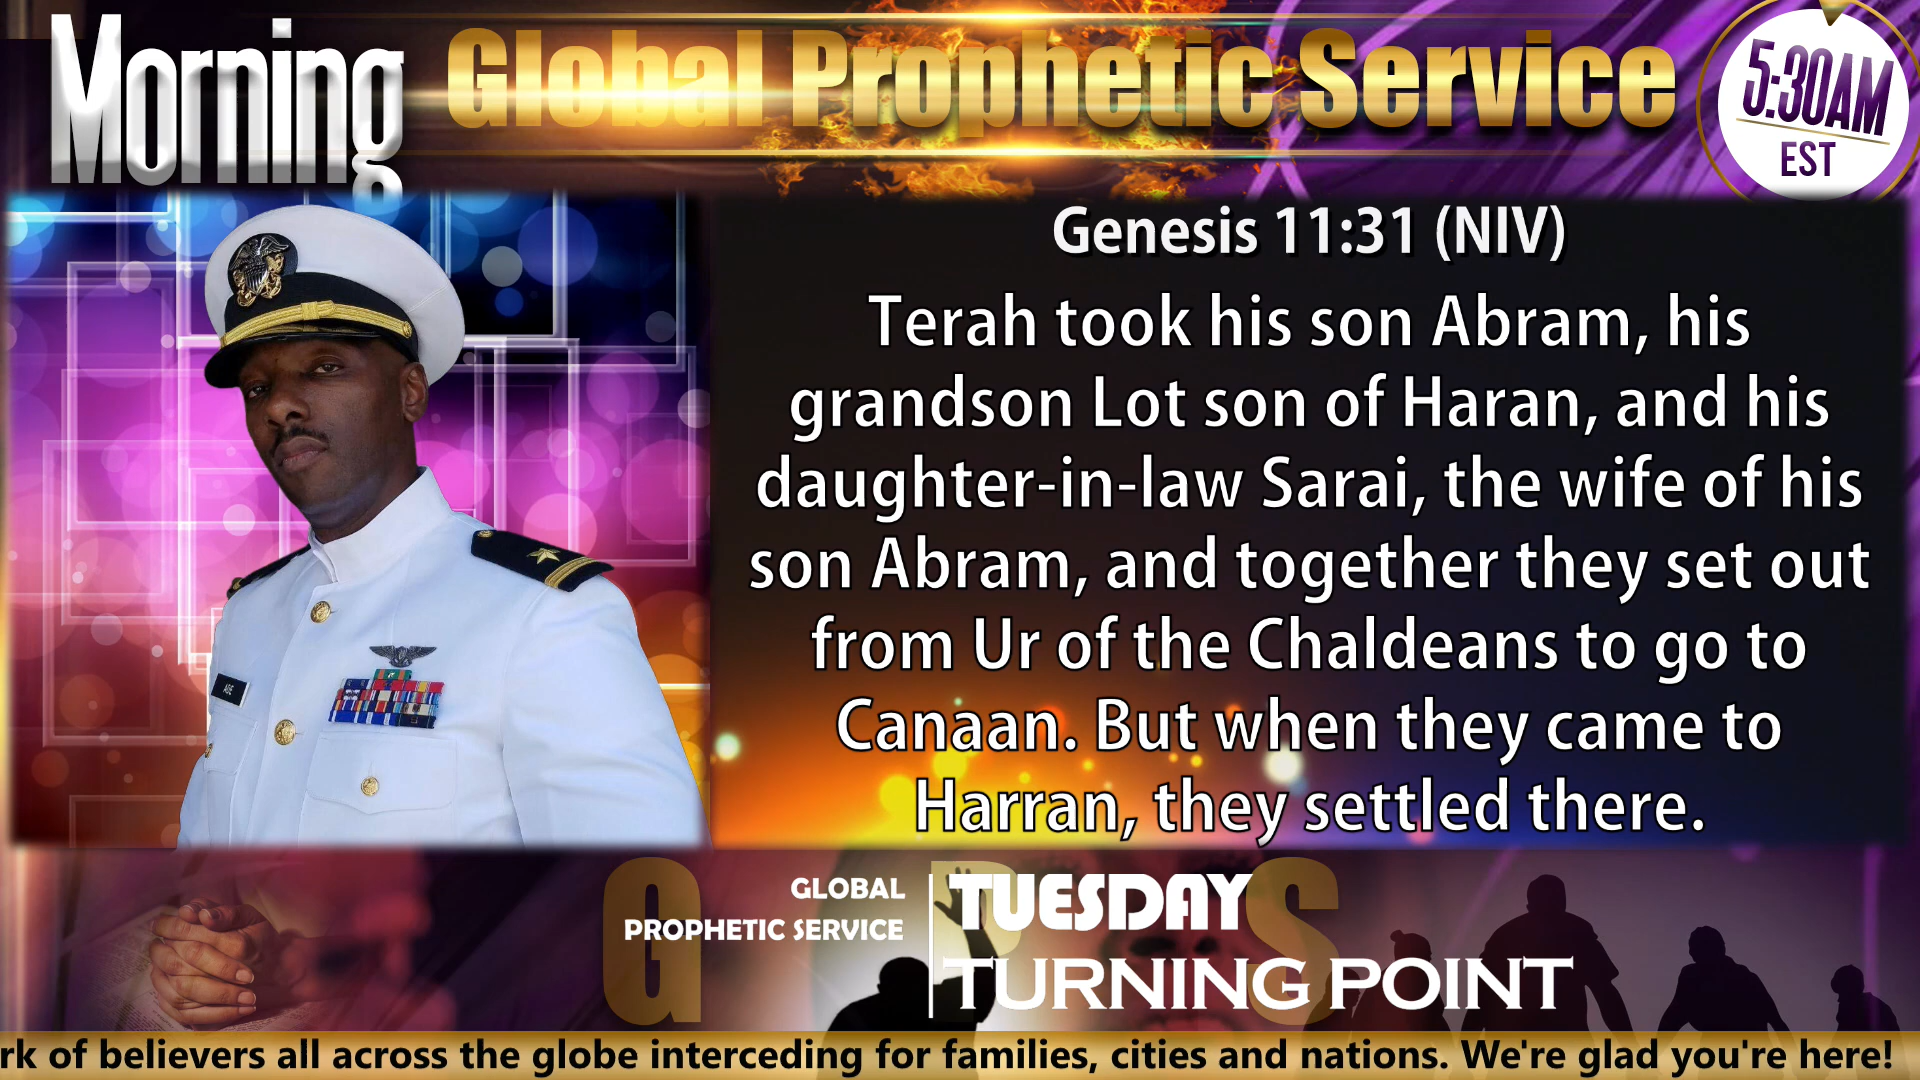 Morning
Global Prophetic Service
5:30AM
EST
Genesis 11:31 (NIV)
Terah took his son Abram, his
grandson Lot son of Haran, and his
daughter-in-law Sarai, the wife of his
son Abram, and together they set out
from Ur of the Chaldeans to go to
Canaan. But when they came to
Harran, they settled there.
G P S
GLOBAL
PROPHETIC SERVICE
TUESDAY
TURNING POINT
rk of believers all across the globe interceding for families, cities and nations. We're glad you're here!